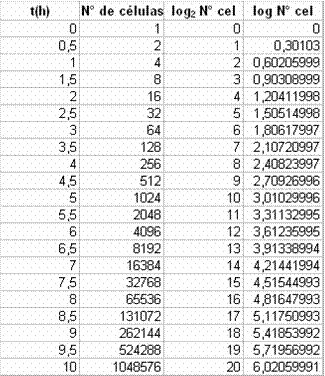 t(h) N° de células log₂ N° cel log N° cel
0 1 0 0
0,5 2 1 0,30103
1 4 2 0,60205999
1,5 8 3 0,90308999
2 16 4 1,20411998
2,5 32 5 1,50514998
3 64 6 1,80617997
3,5 128 7 2,10720997
4 256 8 2,40823997
4,5 512 9 2,70926996
5 1024 10 3,01029996
5,5 2048 11 3,31132995
6 4096 12 3,61235995
6,5 8192 13 3,91338994
7 16384 14 4,21441994
7,5 32768 15 4,51544993
8 65536 16 4,81647993
8,5 131072 17 5,11750993
9 262144 18 5,41853992
9,5 524288 19 5,71956992
10 1048576 20 6,02059991